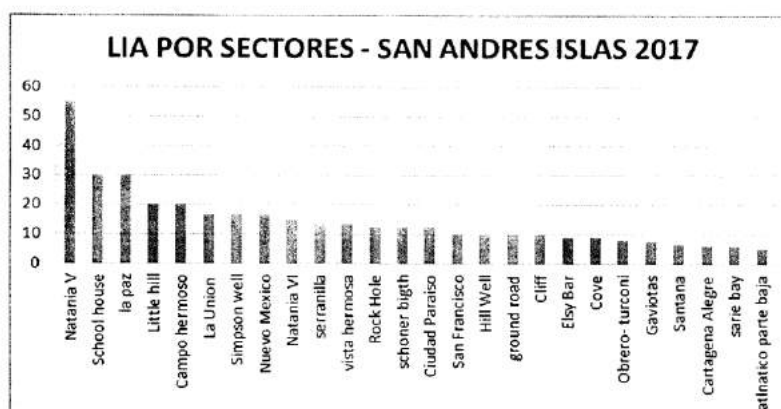 LIA POR SECTORES - SAN ANDRES ISLAS 2017
60
50
40
30
20
10
0
Natania V
School house
la paz
Little hill
Campo hermoso
La Union
Simpson well
Nuevo Mexico
Natania VI
serranilla
vista hermosa
Rock Hole
schoner bigth
Ciudad Paraiso
San Francisco
Hill Well
ground road
Cliff
Elsy Bar
Cove
Obrero- turconi
Gaviotas
Santana
Cartagena Alegre
sarie bay
atlnatico parte baja